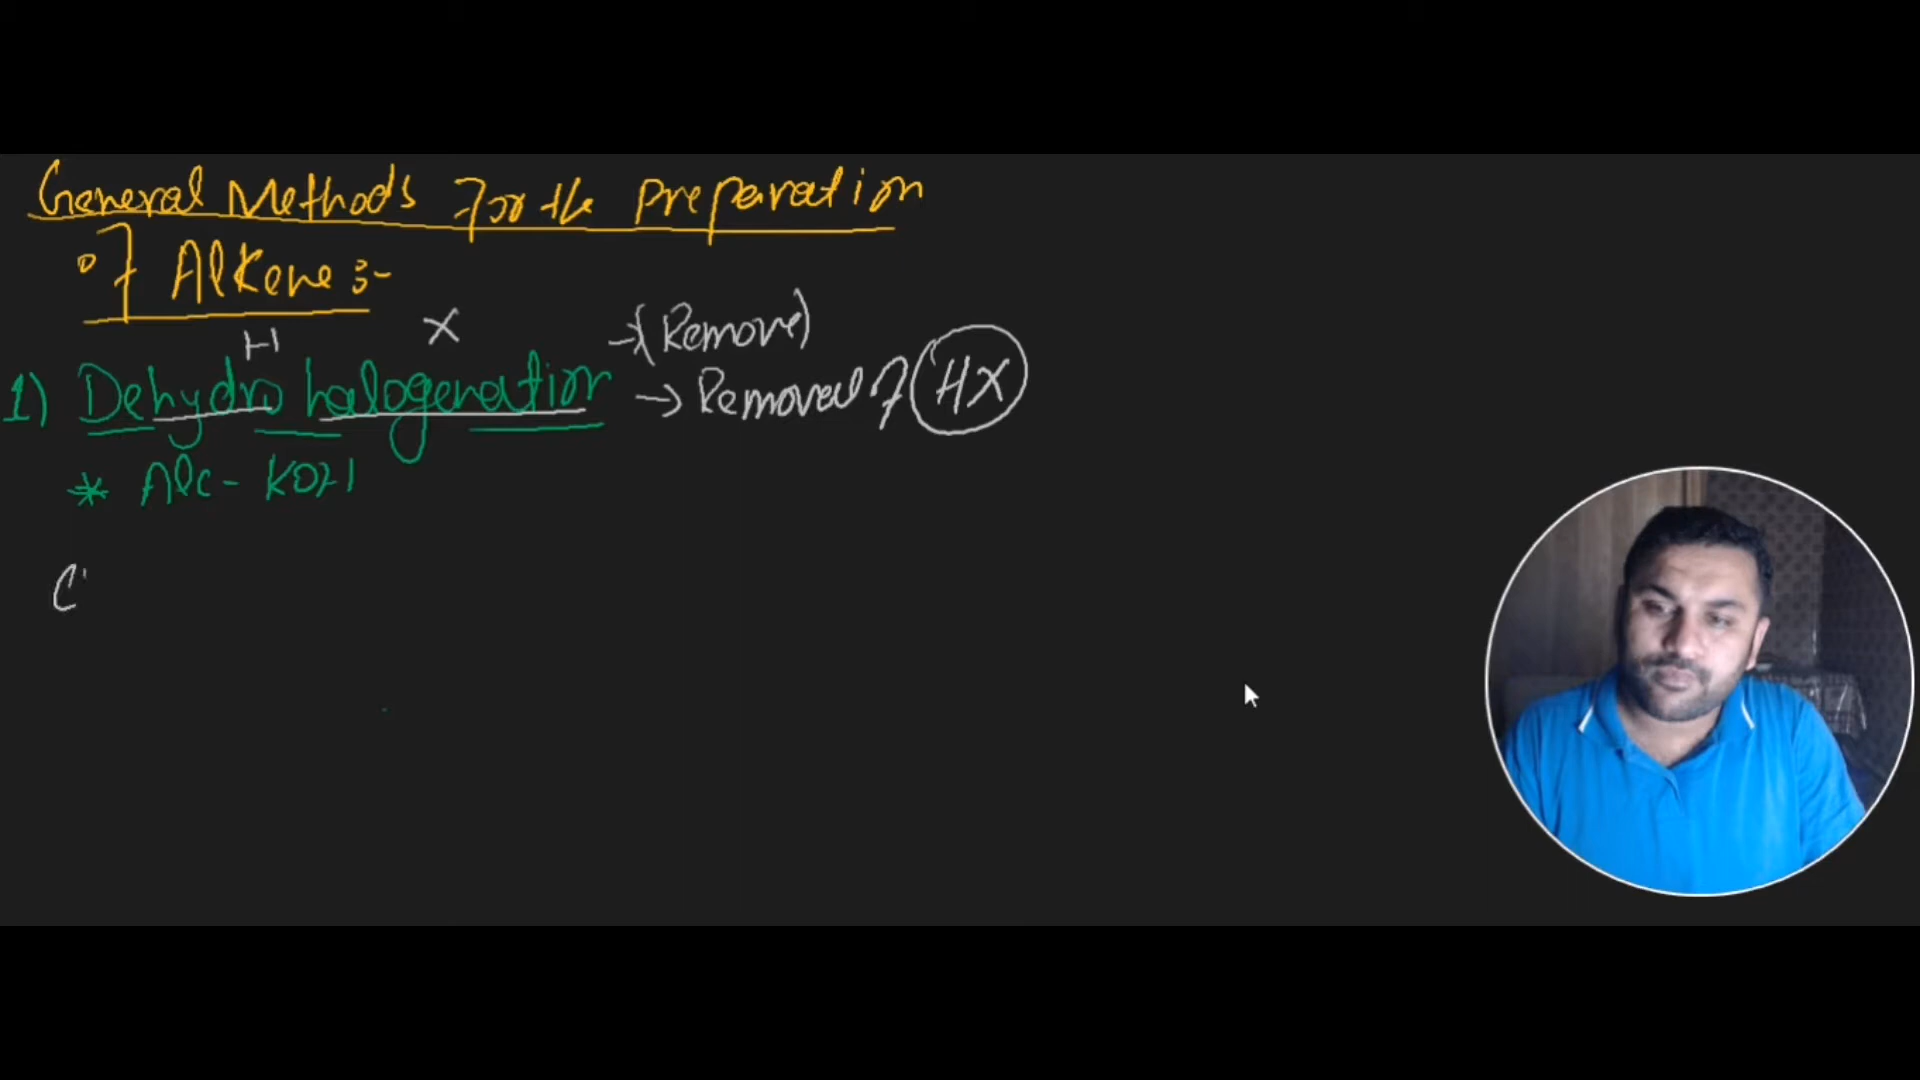 General Methods for the preparation
of Alkene :-
H X →(Remove)
1) Dehydro halogenation → Removal of HX
* Alc - KOH
C